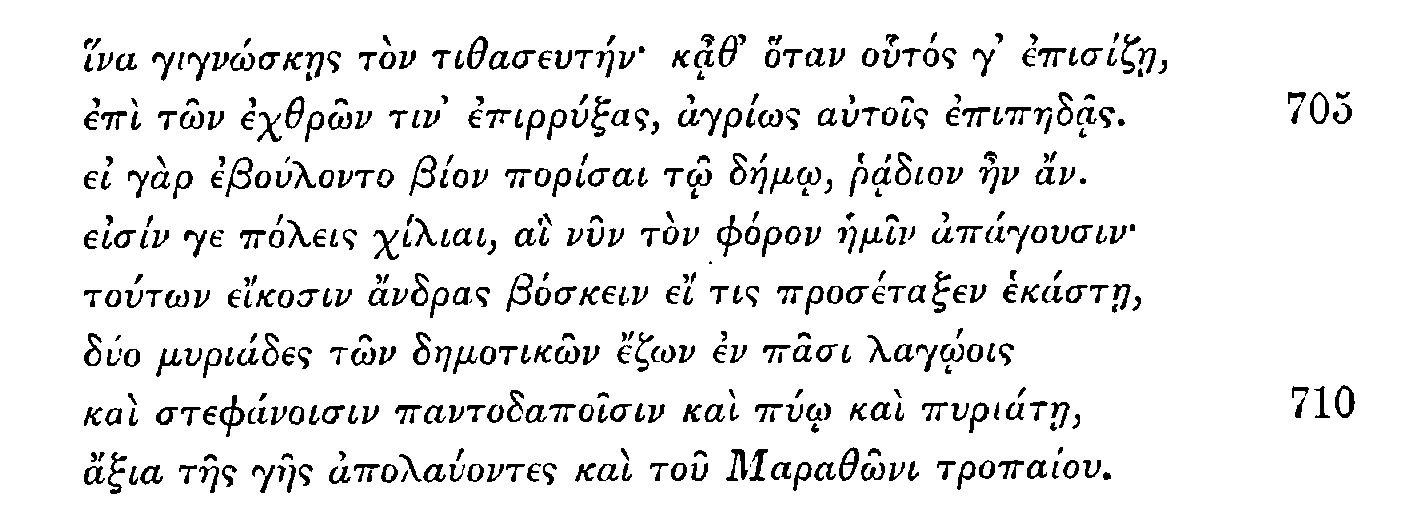 ἵνα γιγνώσκῃς τὸν τιθασευτήν· κᾆθ’ ὅταν οὗτός γ’ ἐπισίζῃ,
ἐπὶ τῶν ἐχθρῶν τιν’ ἐπιρρύξας, ἀγρίως αὐτοῖς ἐπιπηδᾷς. 705
εἰ γὰρ ἐβούλοντο βίον πορίσαι τῷ δήμῳ, ῥᾴδιον ἦν ἄν.
εἰσίν γε πόλεις χίλιαι, αἳ νῦν τὸν φόρον ἡμῖν ἀπάγουσιν·
τούτων εἴκοσιν ἄνδρας βόσκειν εἴ τις προσέταξεν ἑκάστῃ,
δύο μυριάδες τῶν δημοτικῶν ἔζων ἐν πᾶσι λαγῴοις
καὶ στεφάνοισιν παντοδαποῖσιν καὶ πύῳ καὶ πυριάτῃ, 710
ἄξια τῆς γῆς ἀπολαύοντες καὶ τοῦ Μαραθῶνι τροπαίου.